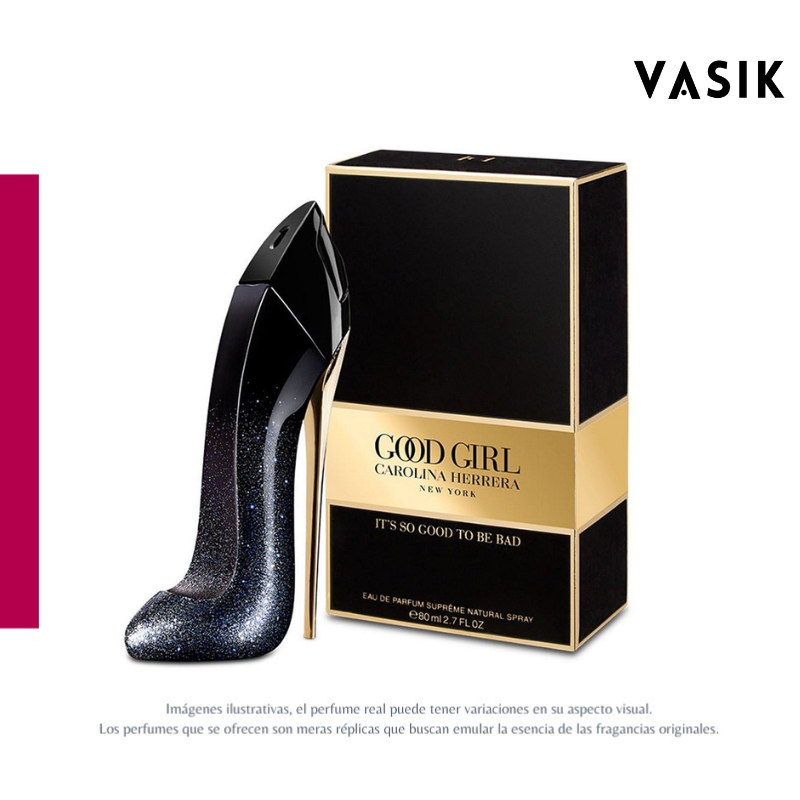 VASIK
GOOD GIRL
CAROLINA HERRERA
NEW YORK
IT'S SO GOOD TO BE BAD
EAU DE PARFUM SUPRÊME NATURAL SPRAY
℮80 ml 2.7 FL OZ
Imágenes ilustrativas, el perfume real puede tener variaciones en su aspecto visual.
Los perfumes que se ofrecen son meras réplicas que buscan emular la esencia de las fragancias originales.